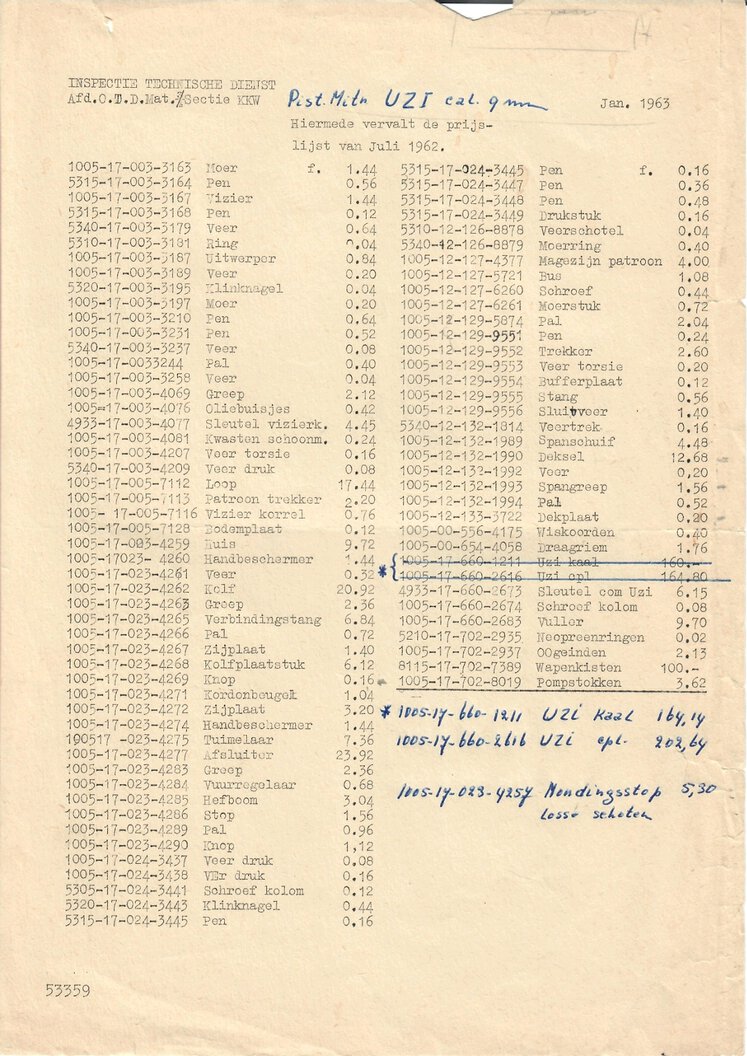 INSPECTIE TECHNISCHE DIENST
Afd.O.T.D.Mat.7/Sectie KKW Pist. Mitr UZI cal. 9 mm Jan. 1963
Hiermede vervalt de prijs-
lijst van Juli 1962.
1005-17-003-3163 Moer f. 1.44
5315-17-003-3164 Pen 0.56
1005-17-003-3167 Vizier 1.44
5315-17-003-3168 Pen 0.12
5340-17-003-3179 Veer 0.64
5310-17-003-3181 Ring 0.04
1005-17-003-3187 Uitwerper 0.84
1005-17-003-3189 Veer 0.20
5320-17-003-3195 Klinknagel 0.04
1005-17-003-3197 Moer 0.20
1005-17-003-3210 Pen 0.64
1005-17-003-3231 Pen 0.52
5340-17-003-3237 Veer 0.08
1005-17-0033244 Pal 0.40
1005-17-003-3258 Veer 0.04
1005-17-003-4069 Greep 2.12
1005-17-003-4076 Oliebuisjes 0.42
4933-17-003-4077 Sleutel vizierk. 4.45
1005-17-003-4081 Kwasten schoonm. 0.24
1005-17-003-4207 Veer torsie 0.16
5340-17-003-4209 Veer druk 0.08
1005-17-005-7112 Loop 17.44
1005-17-005-7113 Patroon trekker 2.20
1005- 17-005-7116 Vizier korrel 0.76
1005-17-005-7128 Bodemplaat 0.12
1005-17-023-4259 Huis 9.72
1005-17023- 4260 Handbeschermer 1.44
1005-17-023-4261 Veer 0.32
1005-17-023-4262 Kolf 20.92
1005-17-023-4263 Greep 2.36
1005-17-023-4265 Verbindingstang 6.84
1005-17-023-4266 Pal 0.72
1005-17-023-4267 Zijplaat 1.40
1005-17-023-4268 Kolfplaatstuk 6.12
1005-17-023-4269 Knop 0.16
1005-17-023-4271 Kordonbeugel 1.04
1005-17-023-4272 Zijplaat 3.20
1005-17-023-4274 Handbeschermer 1.44
190517 -023-4275 Tuimelaar 7.36
1005-17-023-4277 Afsluiter 23.92
1005-17-023-4283 Greep 2.36
1005-17-023-4284 Vuurregelaar 0.68
1005-17-023-4285 Hefboom 3.04
1005-17-023-4286 Stop 1.56
1005-17-023-4289 Pal 0.96
1005-17-023-4290 Knop 1,12
1005-17-024-3437 Veer druk 0.08
1005-17-024-3438 VEr druk 0.16
5305-17-024-3441 Schroef kolom 0.12
5320-17-024-3443 Klinknagel 0.44
5315-17-024-3445 Pen 0.16
5315-17-024-3445 Pen f. 0.16
5315-17-024-3447 Pen 0.36
5315-17-024-3448 Pen 0.48
5315-17-024-3449 Drukstuk 0.16
5310-12-126-8878 Veerschotel 0.04
5340-12-126-8879 Moerring 0.40
1005-12-127-4377 Magezijn patroon 4.00
1005-12-127-5721 Bus 1.08
1005-12-127-6260 Schroef 0.44
1005-12-127-6261 Moerstuk 0.72
1005-12-129-5874 Pal 2.04
1005-12-129-9551 Pen 0.24
1005-12-129-9552 Trekker 2.60
1005-12-129-9553 Veer torsie 0.20
1005-12-129-9554 Bufferplaat 0.12
1005-12-129-9555 Stang 0.56
1005-12-129-9556 Sluitveer 1.40
5340-12-132-1814 Veertrek 0.16
1005-12-132-1989 Spanschuif 4.48
1005-12-132-1990 Deksel 12.68
1005-12-132-1992 Veer 0,20
1005-12-132-1993 Spangreep 1.56
1005-12-132-1994 Pal 0.52
1005-12-133-3722 Dekplaat 0.20
1005-00-556-4175 Wiskoorden 0.40
1005-00-654-4058 Draagriem 1.76
1005-17-660-1211 Uzi kaal 160.-
* { 1005-17-660-2616 Uzi cpl 164.80
4933-17-660-2673 Sleutel com Uzi 6.15
1005-17-660-2674 Schroef kolom 0.08
1005-17-660-2683 Vuller 9.70
5210-17-702-2935 Neopreenringen 0.02
1005-17-702-2937 OOgeinden 2.13
8115-17-702-7389 Wapenkisten 100.-
1005-17-702-8019 Pompstokken 3.62
* 1005-17-660-1211 UZI Kaal 164,14
1005-17-660-2616 UZI cpl. 202,64
1005-17-023-4257 Mondingsstop 5,30
losse schoten
53359